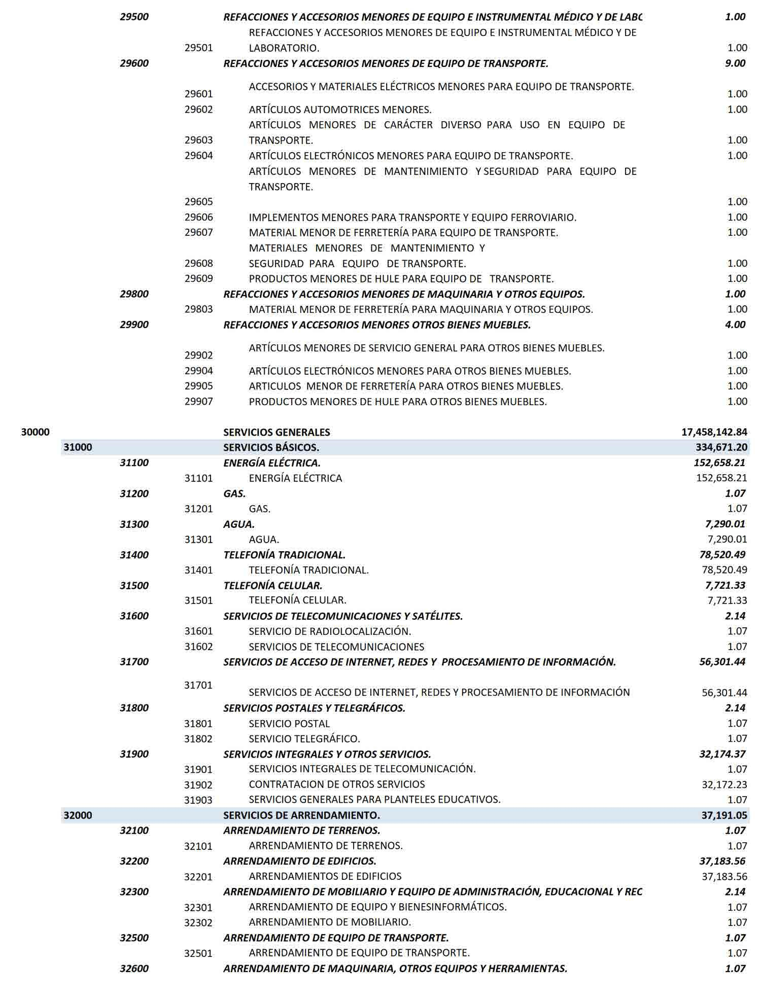 29500 REFACCIONES Y ACCESORIOS MENORES DE EQUIPO E INSTRUMENTAL MÉDICO Y DE LABO 1.00
REFACCIONES Y ACCESORIOS MENORES DE EQUIPO E INSTRUMENTAL MÉDICO Y DE
29501 LABORATORIO. 1.00
29600 REFACCIONES Y ACCESORIOS MENORES DE EQUIPO DE TRANSPORTE. 9.00
29601 ACCESORIOS Y MATERIALES ELÉCTRICOS MENORES PARA EQUIPO DE TRANSPORTE. 1.00
29602 ARTÍCULOS AUTOMOTRICES MENORES. 1.00
ARTÍCULOS MENORES DE CARÁCTER DIVERSO PARA USO EN EQUIPO DE
29603 TRANSPORTE. 1.00
29604 ARTÍCULOS ELECTRÓNICOS MENORES PARA EQUIPO DE TRANSPORTE. 1.00
ARTÍCULOS MENORES DE MANTENIMIENTO Y SEGURIDAD PARA EQUIPO DE
TRANSPORTE.
29605 1.00
29606 IMPLEMENTOS MENORES PARA TRANSPORTE Y EQUIPO FERROVIARIO. 1.00
29607 MATERIAL MENOR DE FERRETERÍA PARA EQUIPO DE TRANSPORTE. 1.00
MATERIALES MENORES DE MANTENIMIENTO Y
29608 SEGURIDAD PARA EQUIPO DE TRANSPORTE. 1.00
29609 PRODUCTOS MENORES DE HULE PARA EQUIPO DE TRANSPORTE. 1.00
29800 REFACCIONES Y ACCESORIOS MENORES DE MAQUINARIA Y OTROS EQUIPOS. 1.00
29803 MATERIAL MENOR DE FERRETERÍA PARA MAQUINARIA Y OTROS EQUIPOS. 1.00
29900 REFACCIONES Y ACCESORIOS MENORES OTROS BIENES MUEBLES. 4.00
29902 ARTÍCULOS MENORES DE SERVICIO GENERAL PARA OTROS BIENES MUEBLES. 1.00
29904 ARTÍCULOS ELECTRÓNICOS MENORES PARA OTROS BIENES MUEBLES. 1.00
29905 ARTICULOS MENOR DE FERRETERÍA PARA OTROS BIENES MUEBLES. 1.00
29907 PRODUCTOS MENORES DE HULE PARA OTROS BIENES MUEBLES. 1.00
30000 SERVICIOS GENERALES 17,458,142.84
31000 SERVICIOS BÁSICOS. 334,671.20
31100 ENERGÍA ELÉCTRICA. 152,658.21
31101 ENERGÍA ELÉCTRICA 152,658.21
31200 GAS. 1.07
31201 GAS. 1.07
31300 AGUA. 7,290.01
31301 AGUA. 7,290.01
31400 TELEFONÍA TRADICIONAL. 78,520.49
31401 TELEFONÍA TRADICIONAL. 78,520.49
31500 TELEFONÍA CELULAR. 7,721.33
31501 TELEFONÍA CELULAR. 7,721.33
31600 SERVICIOS DE TELECOMUNICACIONES Y SATÉLITES. 2.14
31601 SERVICIO DE RADIOLOCALIZACIÓN. 1.07
31602 SERVICIOS DE TELECOMUNICACIONES 1.07
31700 SERVICIOS DE ACCESO DE INTERNET, REDES Y PROCESAMIENTO DE INFORMACIÓN. 56,301.44
31701 SERVICIOS DE ACCESO DE INTERNET, REDES Y PROCESAMIENTO DE INFORMACIÓN 56,301.44
31800 SERVICIOS POSTALES Y TELEGRÁFICOS. 2.14
31801 SERVICIO POSTAL 1.07
31802 SERVICIO TELEGRÁFICO. 1.07
31900 SERVICIOS INTEGRALES Y OTROS SERVICIOS. 32,174.37
31901 SERVICIOS INTEGRALES DE TELECOMUNICACIÓN. 1.07
31902 CONTRATACION DE OTROS SERVICIOS 32,172.23
31903 SERVICIOS GENERALES PARA PLANTELES EDUCATIVOS. 1.07
32000 SERVICIOS DE ARRENDAMIENTO. 37,191.05
32100 ARRENDAMIENTO DE TERRENOS. 1.07
32101 ARRENDAMIENTO DE TERRENOS. 1.07
32200 ARRENDAMIENTO DE EDIFICIOS. 37,183.56
32201 ARRENDAMIENTOS DE EDIFICIOS 37,183.56
32300 ARRENDAMIENTO DE MOBILIARIO Y EQUIPO DE ADMINISTRACIÓN, EDUCACIONAL Y REC 2.14
32301 ARRENDAMIENTO DE EQUIPO Y BIENESINFORMÁTICOS. 1.07
32302 ARRENDAMIENTO DE MOBILIARIO. 1.07
32500 ARRENDAMIENTO DE EQUIPO DE TRANSPORTE. 1.07
32501 ARRENDAMIENTO DE EQUIPO DE TRANSPORTE. 1.07
32600 ARRENDAMIENTO DE MAQUINARIA, OTROS EQUIPOS Y HERRAMIENTAS. 1.07